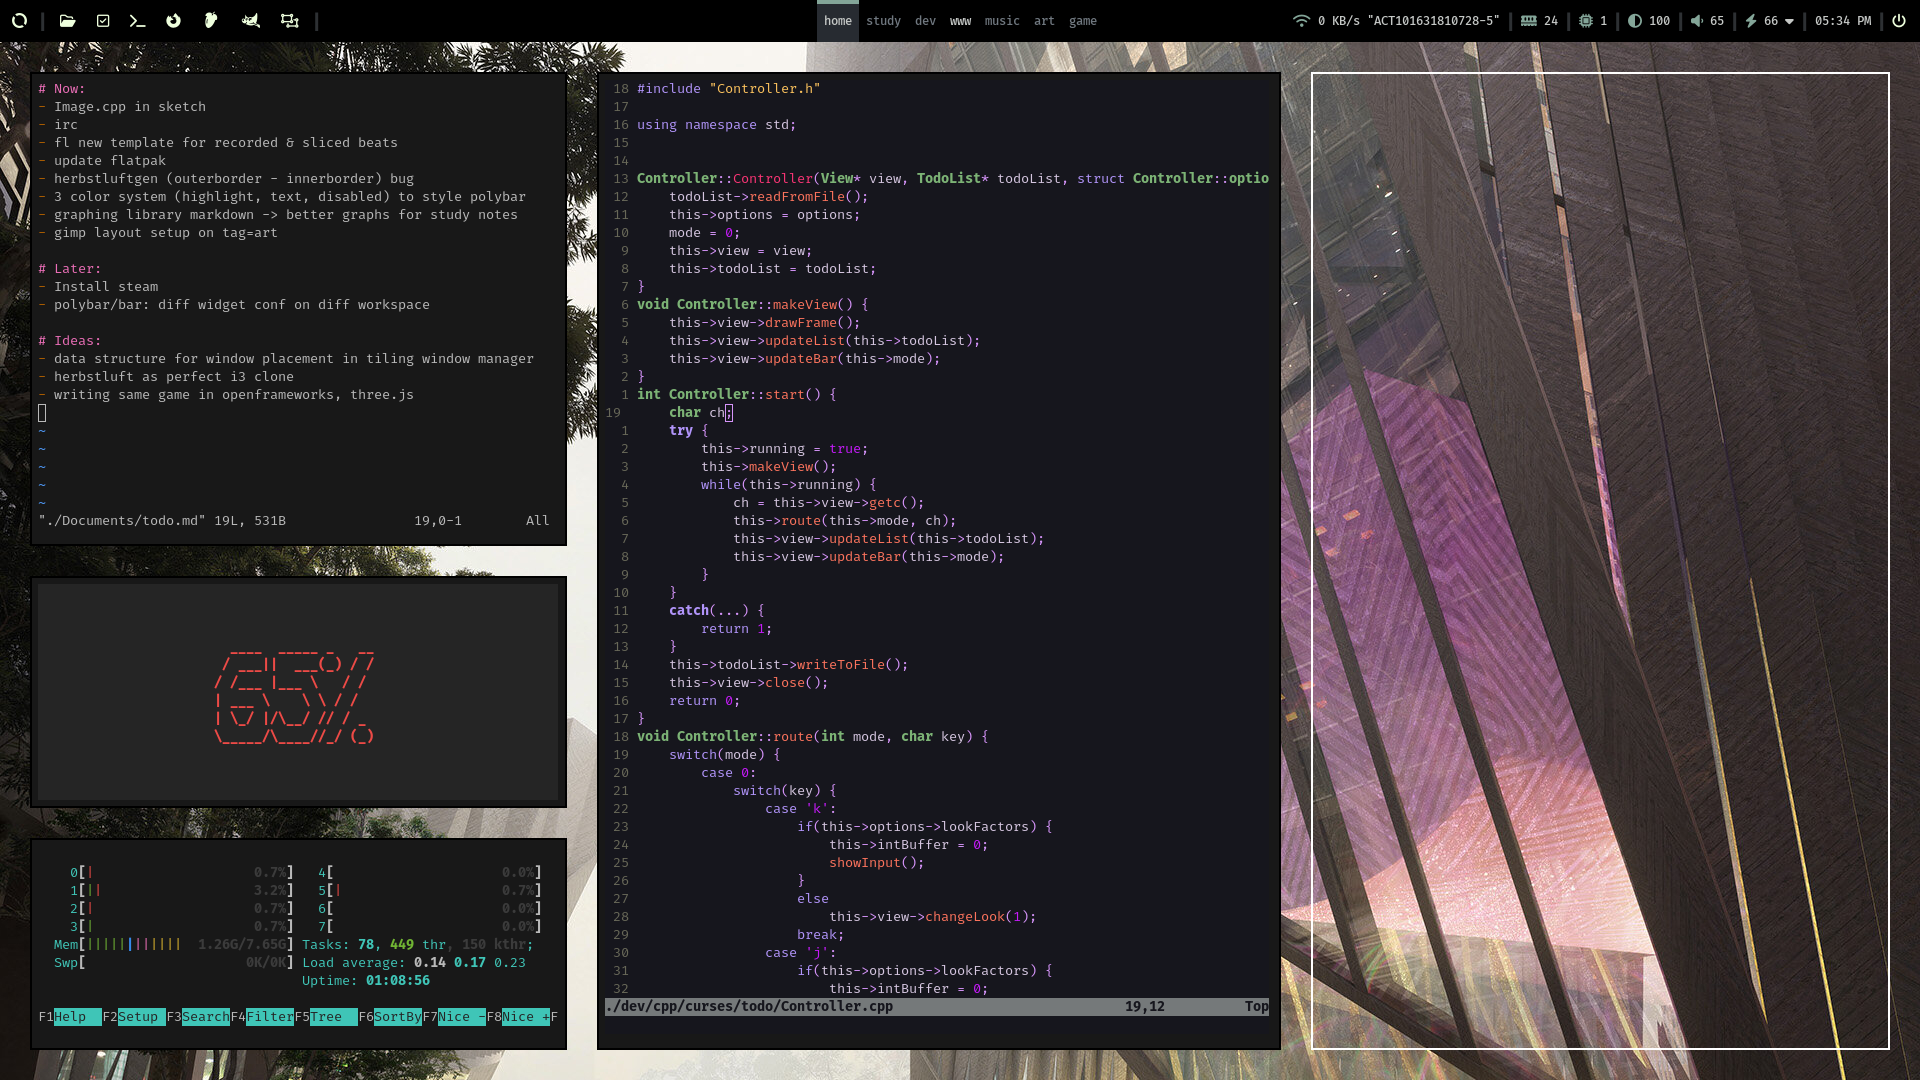 home study dev www music art game
0 KB/s "ACT101631810728-5" 24 1 100 65 66 05:34 PM
# Now:
- Image.cpp in sketch
- irc
- fl new template for recorded & sliced beats
- update flatpak
- herbstluftgen (outerborder - innerborder) bug
- 3 color system (highlight, text, disabled) to style polybar
- graphing library markdown -> better graphs for study notes
- gimp layout setup on tag=art
# Later:
- Install steam
- polybar/bar: diff widget conf on diff workspace
# Ideas:
- data structure for window placement in tiling window manager
- herbstluft as perfect i3 clone
- writing same game in openframeworks, three.js
~
~
~
~
~
"./Documents/todo.md" 19L, 531B 19,0-1 All
65%
0[| 0.7%] 4[ 0.0%]
1[|| 3.2%] 5[| 0.7%]
2[| 0.7%] 6[ 0.0%]
3[| 0.7%] 7[ 0.0%]
Mem[|||||||||||| 1.26G/7.65G] Tasks: 78, 449 thr, 150 kthr;
Swp[ 0K/0K] Load average: 0.14 0.17 0.23
Uptime: 01:08:56
F1Help F2Setup F3SearchF4FilterF5Tree F6SortByF7Nice -F8Nice +F
18 #include "Controller.h"
17
16 using namespace std;
15
14
13 Controller::Controller(View* view, TodoList* todoList, struct Controller::optio
12     todoList->readFromFile();
11     this->options = options;
10     mode = 0;
9     this->view = view;
8     this->todoList = todoList;
7 }
6 void Controller::makeView() {
5     this->view->drawFrame();
4     this->view->updateList(this->todoList);
3     this->view->updateBar(this->mode);
2 }
1 int Controller::start() {
19     char ch;
1     try {
2         this->running = true;
3         this->makeView();
4         while(this->running) {
5             ch = this->view->getc();
6             this->route(this->mode, ch);
7             this->view->updateList(this->todoList);
8             this->view->updateBar(this->mode);
9         }
10     }
11     catch(...) {
12         return 1;
13     }
14     this->todoList->writeToFile();
15     this->view->close();
16     return 0;
17 }
18 void Controller::route(int mode, char key) {
19     switch(mode) {
20         case 0:
21             switch(key) {
22                 case 'k':
23                     if(this->options->lookFactors) {
24                         this->intBuffer = 0;
25                         showInput();
26                     }
27                     else
28                         this->view->changeLook(1);
29                     break;
30                 case 'j':
31                     if(this->options->lookFactors) {
32                         this->intBuffer = 0;
./dev/cpp/curses/todo/Controller.cpp 19,12 Top